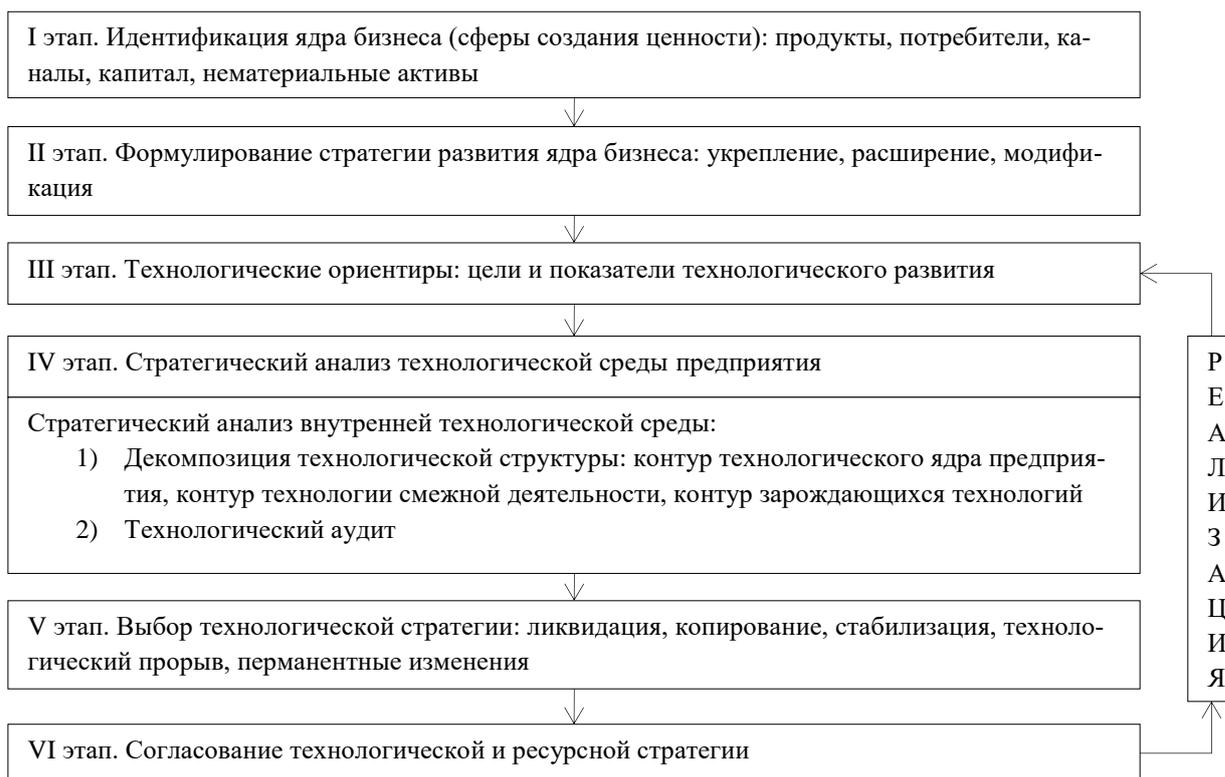 I этап. Идентификация ядра бизнеса (сферы создания ценности): продукты, потребители, ка-
налы, капитал, нематериальные активы
II этап. Формулирование стратегии развития ядра бизнеса: укрепление, расширение, модифи-
кация
III этап. Технологические ориентиры: цели и показатели технологического развития
IV этап. Стратегический анализ технологической среды предприятия
Стратегический анализ внутренней технологической среды:
1) Декомпозиция технологической структуры: контур технологического ядра предприя-
тия, контур технологии смежной деятельности, контур зарождающихся технологий
2) Технологический аудит
V этап. Выбор технологической стратегии: ликвидация, копирование, стабилизация, техноло-
гический прорыв, перманентные изменения
VI этап. Согласование технологической и ресурсной стратегии
Р
Е
А
Л
И
З
А
Ц
И
Я